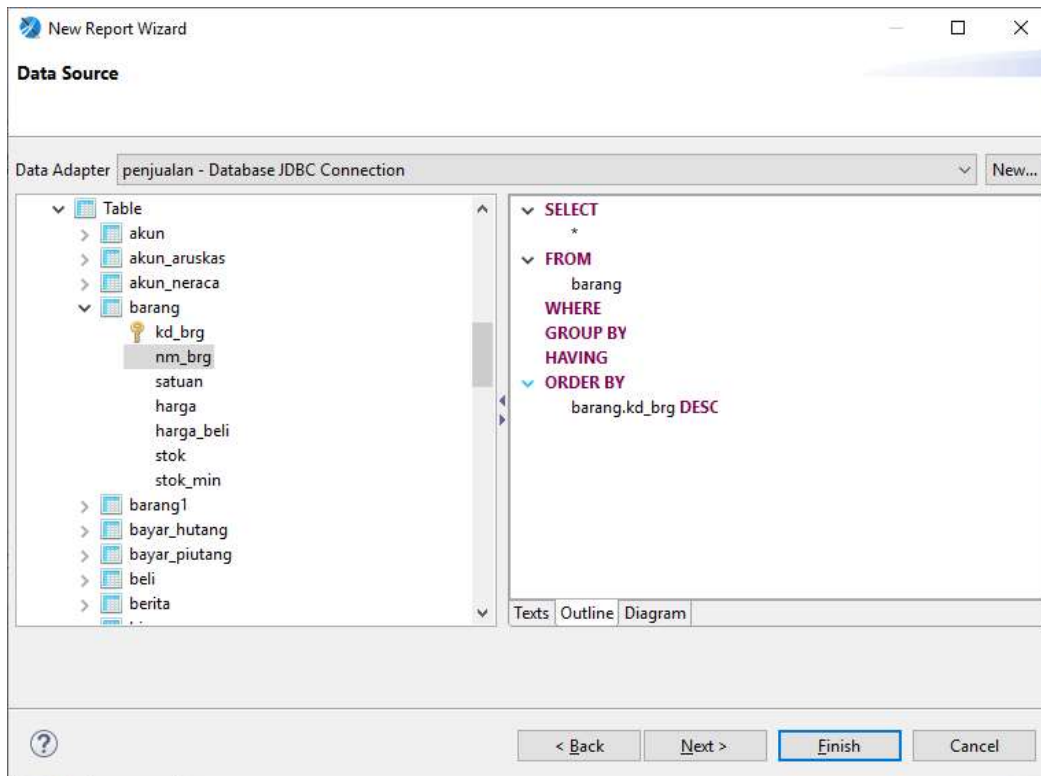 New Report Wizard
Data Source
Data Adapter penjualan - Database JDBC Connection New...
Table
akun
akun_aruskas
akun_neraca
barang
kd_brg
nm_brg
satuan
harga
harga_beli
stok
stok_min
barang1
bayar_hutang
bayar_piutang
beli
berita
SELECT
*
FROM
barang
WHERE
GROUP BY
HAVING
ORDER BY
barang.kd_brg DESC
Texts Outline Diagram
? < Back Next > Finish Cancel